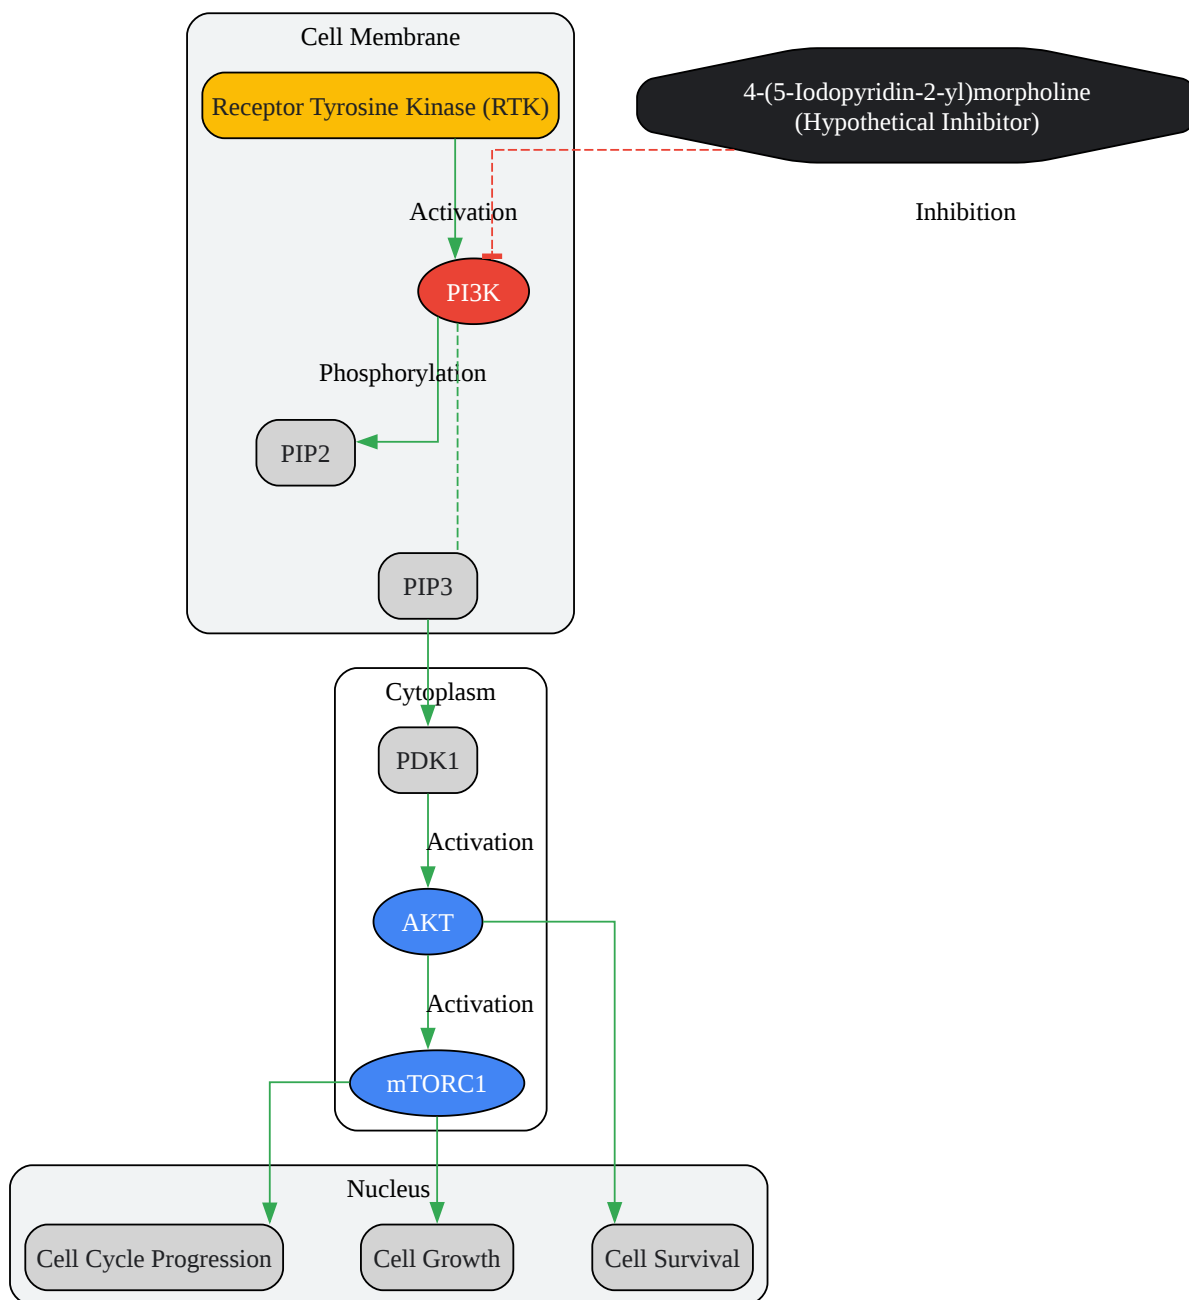 Cell Membrane
Receptor Tyrosine Kinase (RTK)
4-(5-Iodopyridin-2-yl)morpholine
(Hypothetical Inhibitor)
Activation
Inhibition
PI3K
Phosphorylation
PIP2
PIP3
Cytoplasm
PDK1
Activation
AKT
Activation
mTORC1
Nucleus
Cell Cycle Progression
Cell Growth
Cell Survival